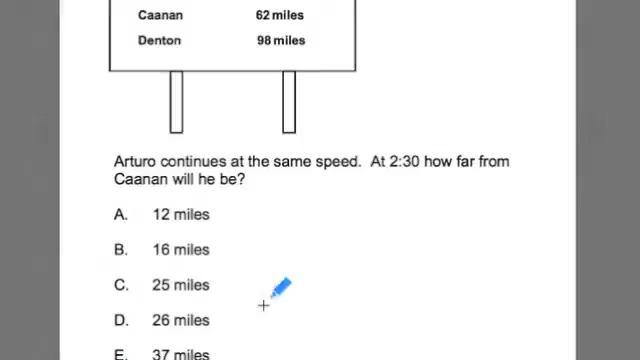 Caanan 62 miles
Denton 98 miles
Arturo continues at the same speed. At 2:30 how far from
Caanan will he be?
A. 12 miles
B. 16 miles
C. 25 miles
D. 26 miles
E. 37 miles